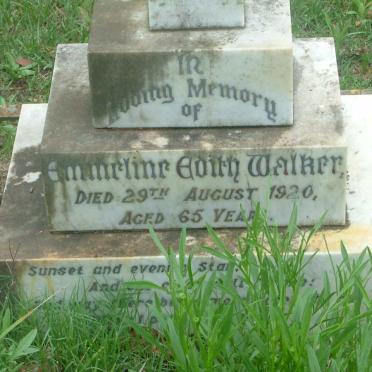 In
Loving Memory
of
Emmeline Edith Walker,
Died 29TH August 1920,
Aged 65 Years
Sunset and evening Star
And